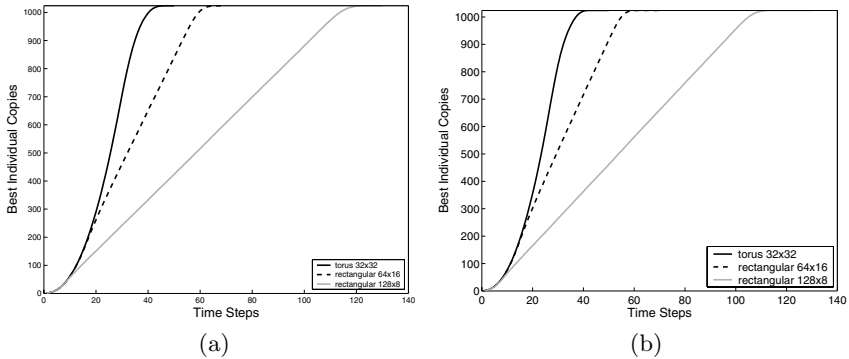 Best Individual Copies
1000
900
800
700
600
500
400
300
200
100
0
0 20 40 60 80 100 120 140
Time Steps
torus 32x32
rectangular 64x16
rectangular 128x8
(a)
Best Individual Copies
1000
900
800
700
600
500
400
300
200
100
0
0 20 40 60 80 100 120 140
Time Steps
torus 32x32
rectangular 64x16
rectangular 128x8
(b)